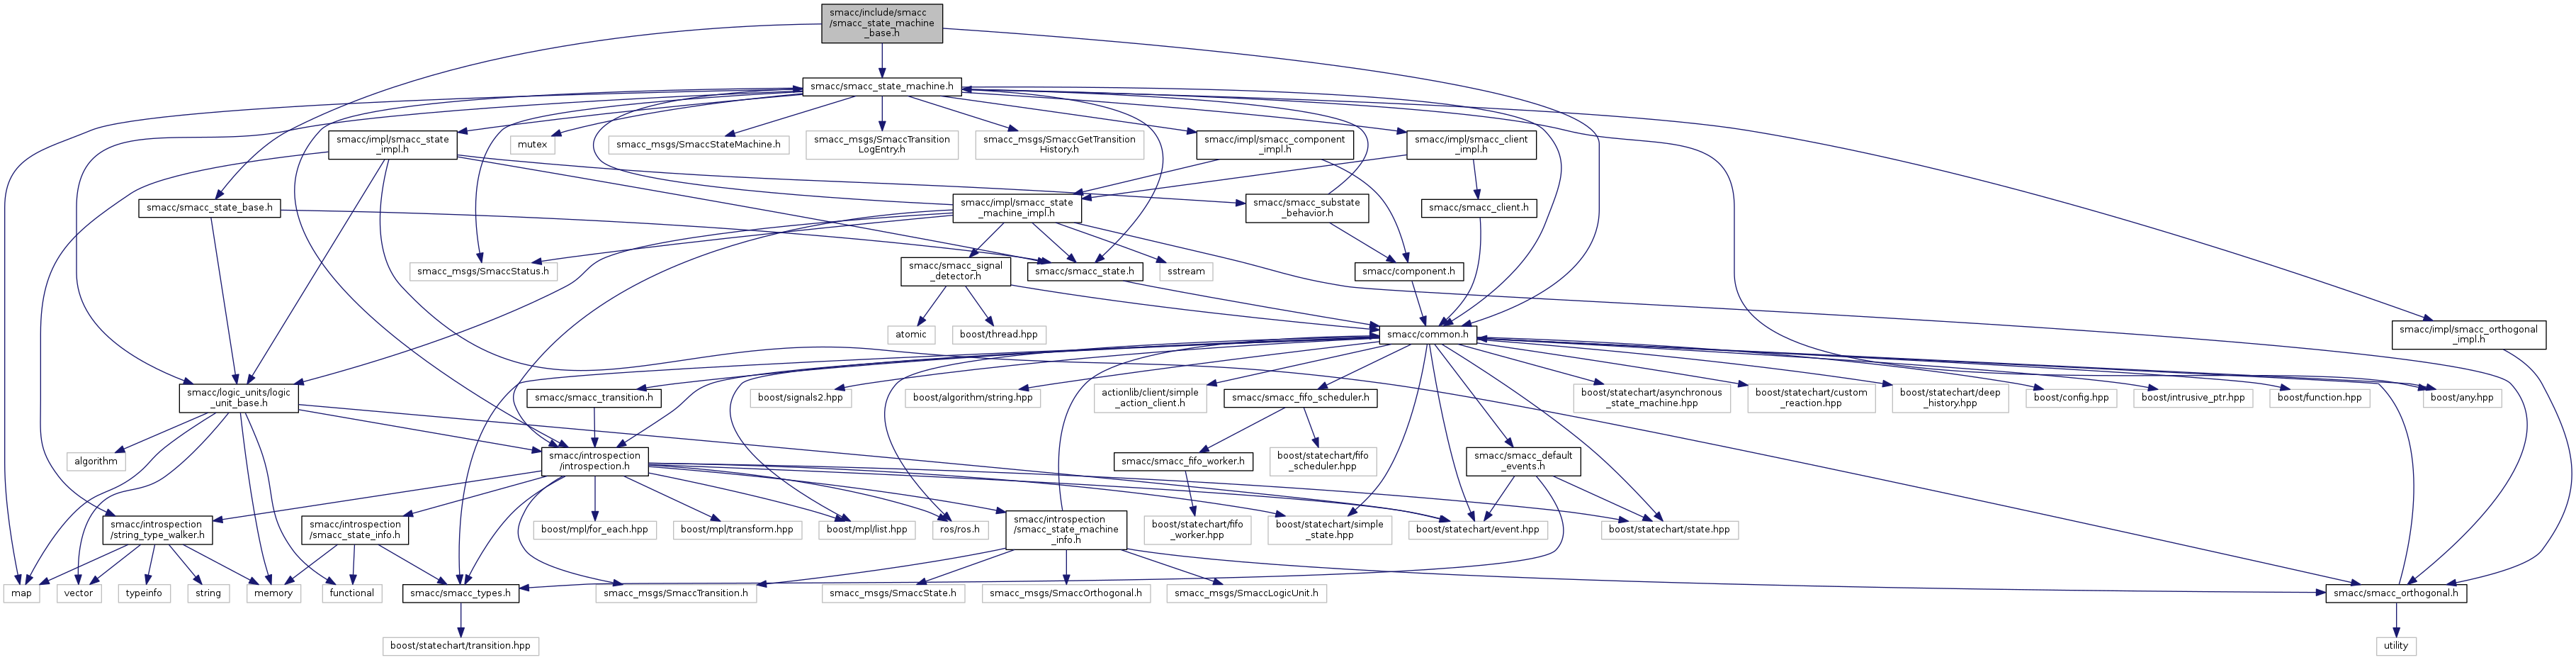 smacc/include/smacc
/smacc_state_machine
_base.h
smacc/smacc_state_machine.h
smacc/impl/smacc_state
_impl.h
mutex
smacc_msgs/SmaccStateMachine.h
smacc_msgs/SmaccTransition
LogEntry.h
smacc_msgs/SmaccGetTransition
History.h
smacc/impl/smacc_component
_impl.h
smacc/impl/smacc_client
_impl.h
smacc/smacc_state_base.h
smacc/impl/smacc_state
_machine_impl.h
smacc/smacc_substate
_behavior.h
smacc/smacc_client.h
smacc_msgs/SmaccStatus.h
smacc/smacc_signal
_detector.h
smacc/smacc_state.h
sstream
smacc/component.h
atomic
boost/thread.hpp
smacc/common.h
smacc/impl/smacc_orthogonal
_impl.h
smacc/logic_units/logic
_unit_base.h
smacc/smacc_transition.h
boost/signals2.hpp
boost/algorithm/string.hpp
actionlib/client/simple
_action_client.h
smacc/smacc_fifo_scheduler.h
boost/statechart/asynchronous
_state_machine.hpp
boost/statechart/custom
_reaction.hpp
boost/statechart/deep
_history.hpp
boost/config.hpp
boost/intrusive_ptr.hpp
boost/function.hpp
boost/any.hpp
algorithm
smacc/introspection
/introspection.h
smacc/smacc_fifo_worker.h
boost/statechart/fifo
_scheduler.hpp
smacc/smacc_default
_events.h
smacc/introspection
/string_type_walker.h
smacc/introspection
/smacc_state_info.h
boost/mpl/for_each.hpp
boost/mpl/transform.hpp
boost/mpl/list.hpp
ros/ros.h
smacc/introspection
/smacc_state_machine
_info.h
boost/statechart/fifo
_worker.hpp
boost/statechart/simple
_state.hpp
boost/statechart/event.hpp
boost/statechart/state.hpp
map
vector
typeinfo
string
memory
functional
smacc/smacc_types.h
smacc_msgs/SmaccTransition.h
smacc_msgs/SmaccState.h
smacc_msgs/SmaccOrthogonal.h
smacc_msgs/SmaccLogicUnit.h
smacc/smacc_orthogonal.h
boost/statechart/transition.hpp
utility